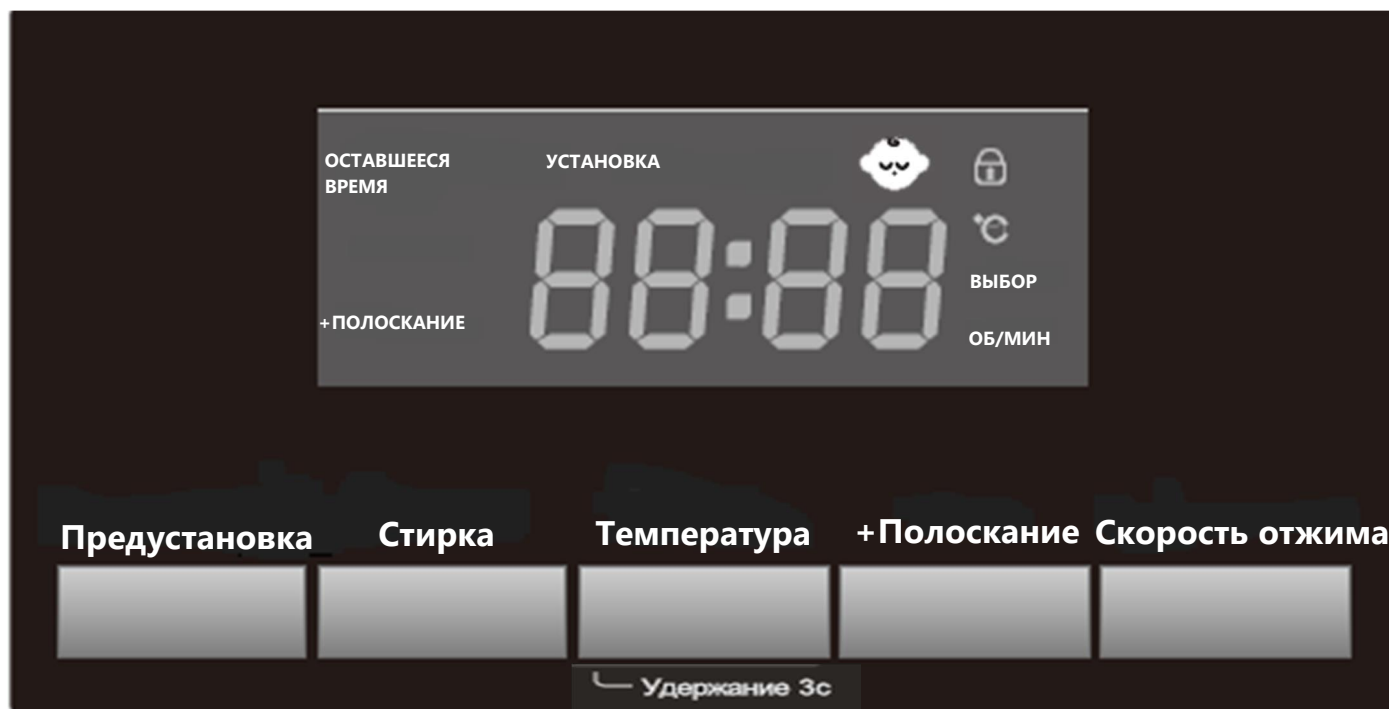 ОСТАВШЕЕСЯ
ВРЕМЯ
УСТАНОВКА
88:88
°C
ВЫБОР
+ПОЛОСКАНИЕ
ОБ/МИН
Предустановка
Стирка
Температура
+Полоскание
Скорость отжима
Удержание 3с